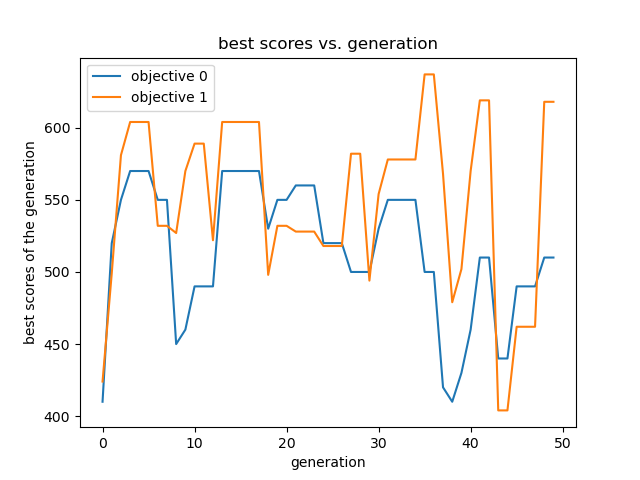 best scores vs. generation
objective 0
objective 1
best scores of the generation
600
550
500
450
400
0 10 20 30 40 50
generation